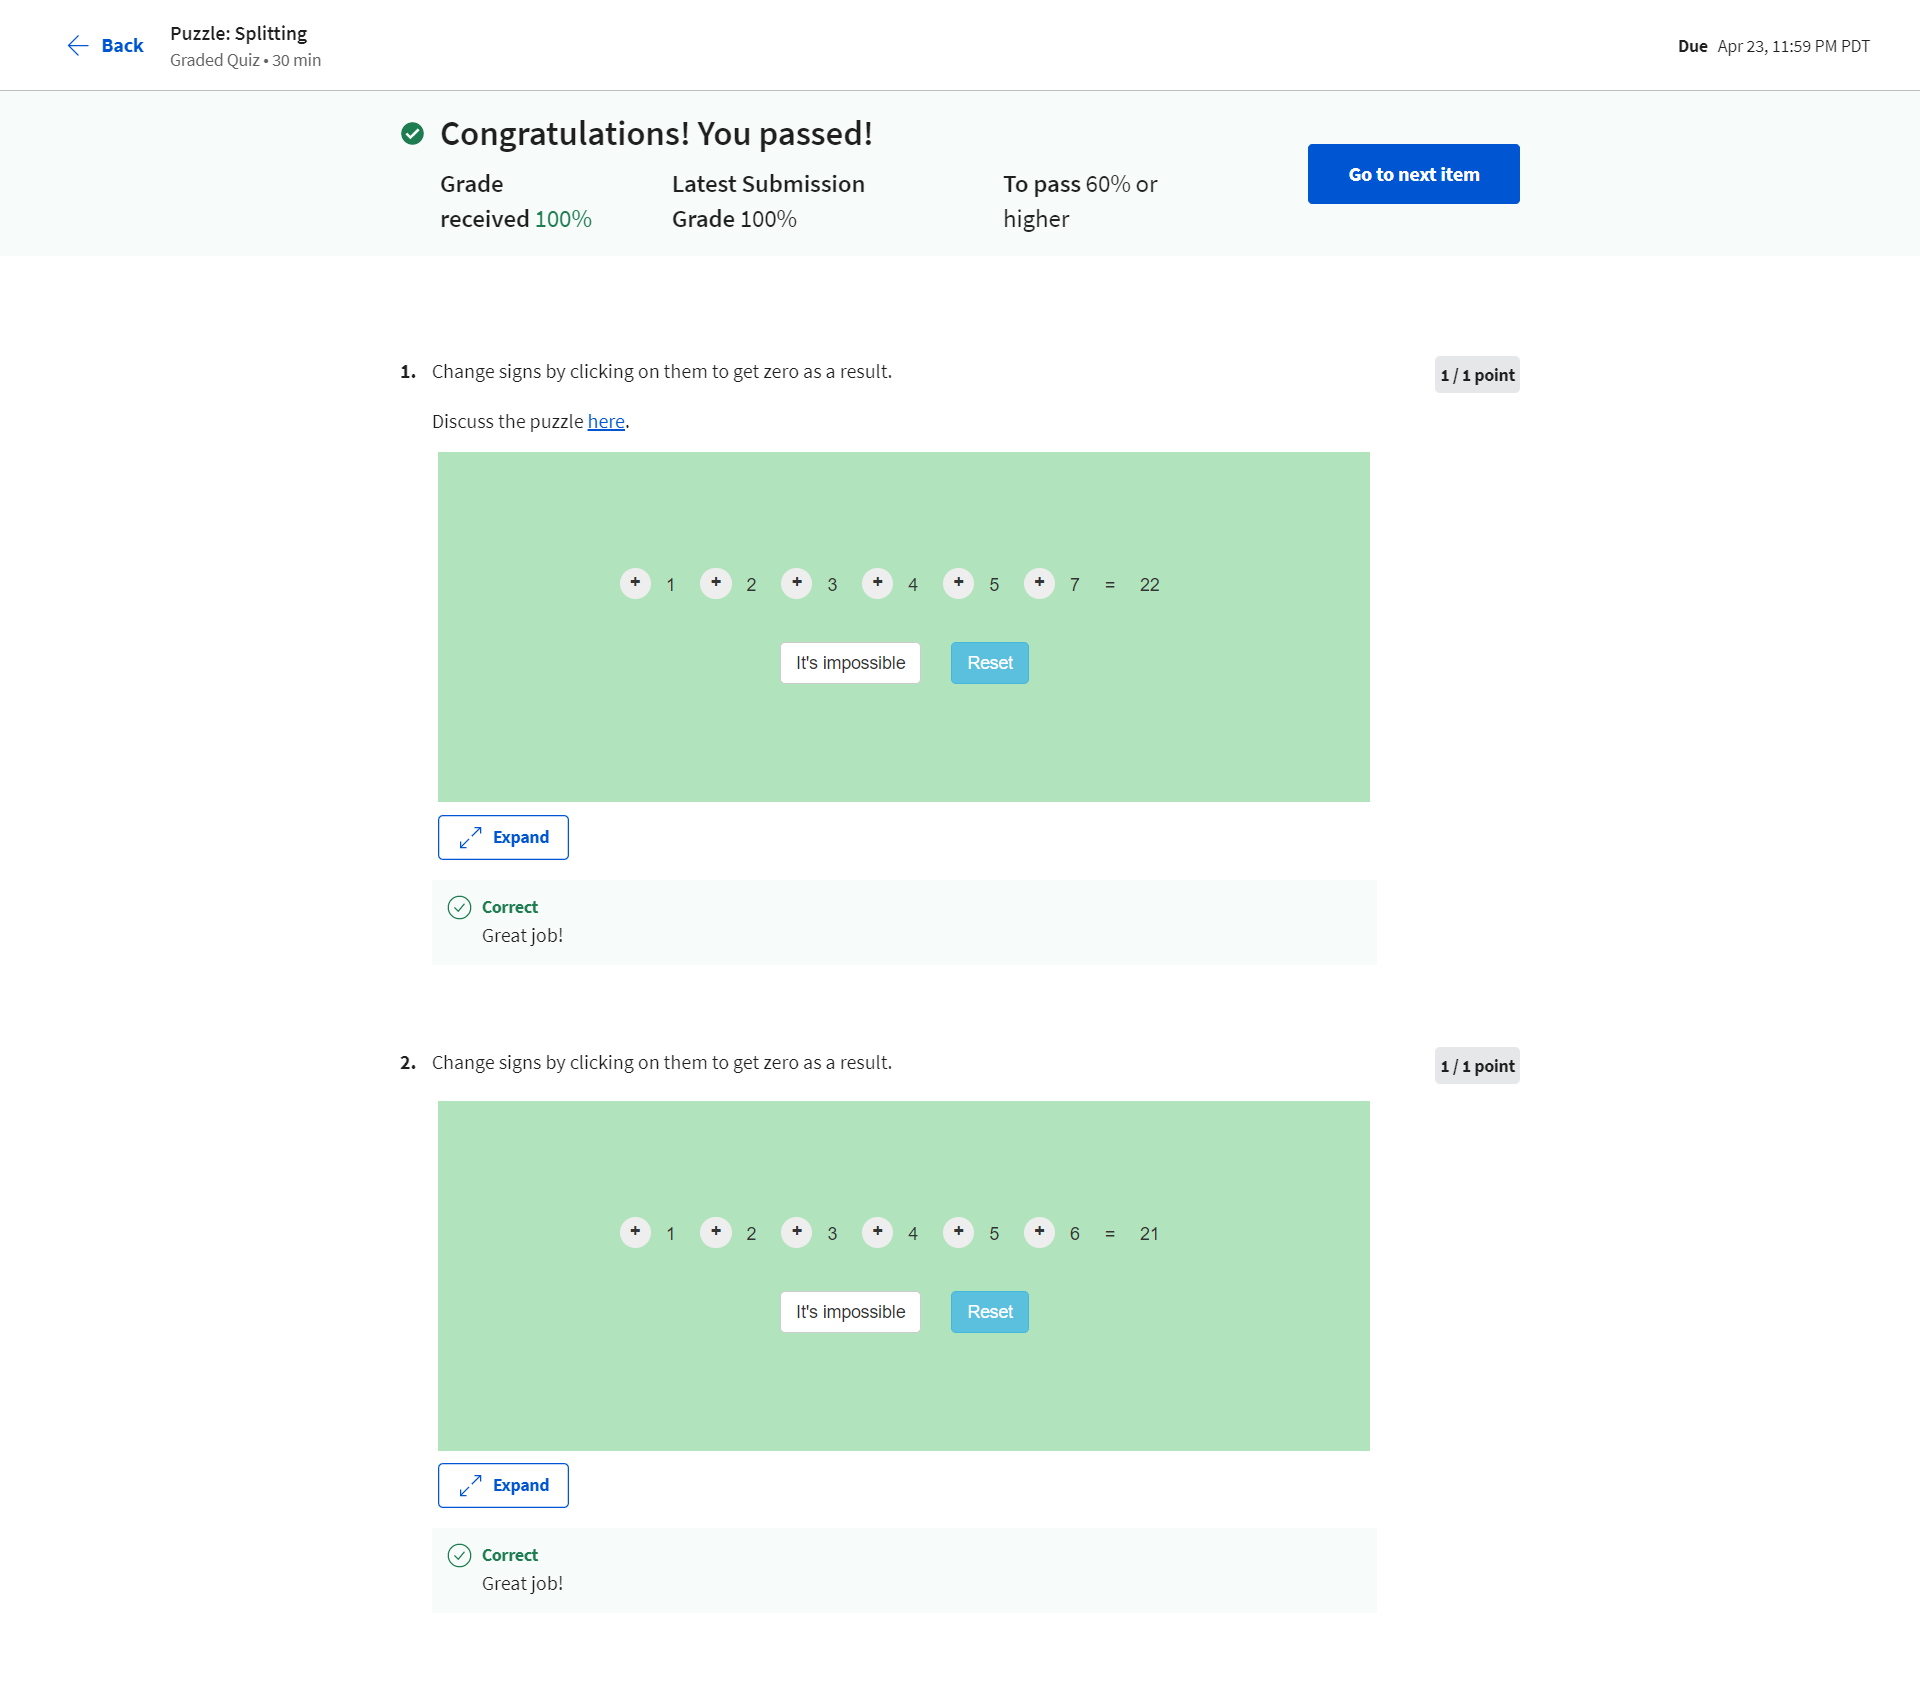 Back
Puzzle: Splitting
Graded Quiz • 30 min
Due Apr 23, 11:59 PM PDT
Congratulations! You passed!
Grade
received 100%
Latest Submission
Grade 100%
To pass 60% or
higher
Go to next item
1. Change signs by clicking on them to get zero as a result.
1 / 1 point
Discuss the puzzle here.
+ 1 + 2 + 3 + 4 + 5 + 7 = 22
It's impossible
Reset
Expand
Correct
Great job!
2. Change signs by clicking on them to get zero as a result.
1 / 1 point
+ 1 + 2 + 3 + 4 + 5 + 6 = 21
It's impossible
Reset
Expand
Correct
Great job!